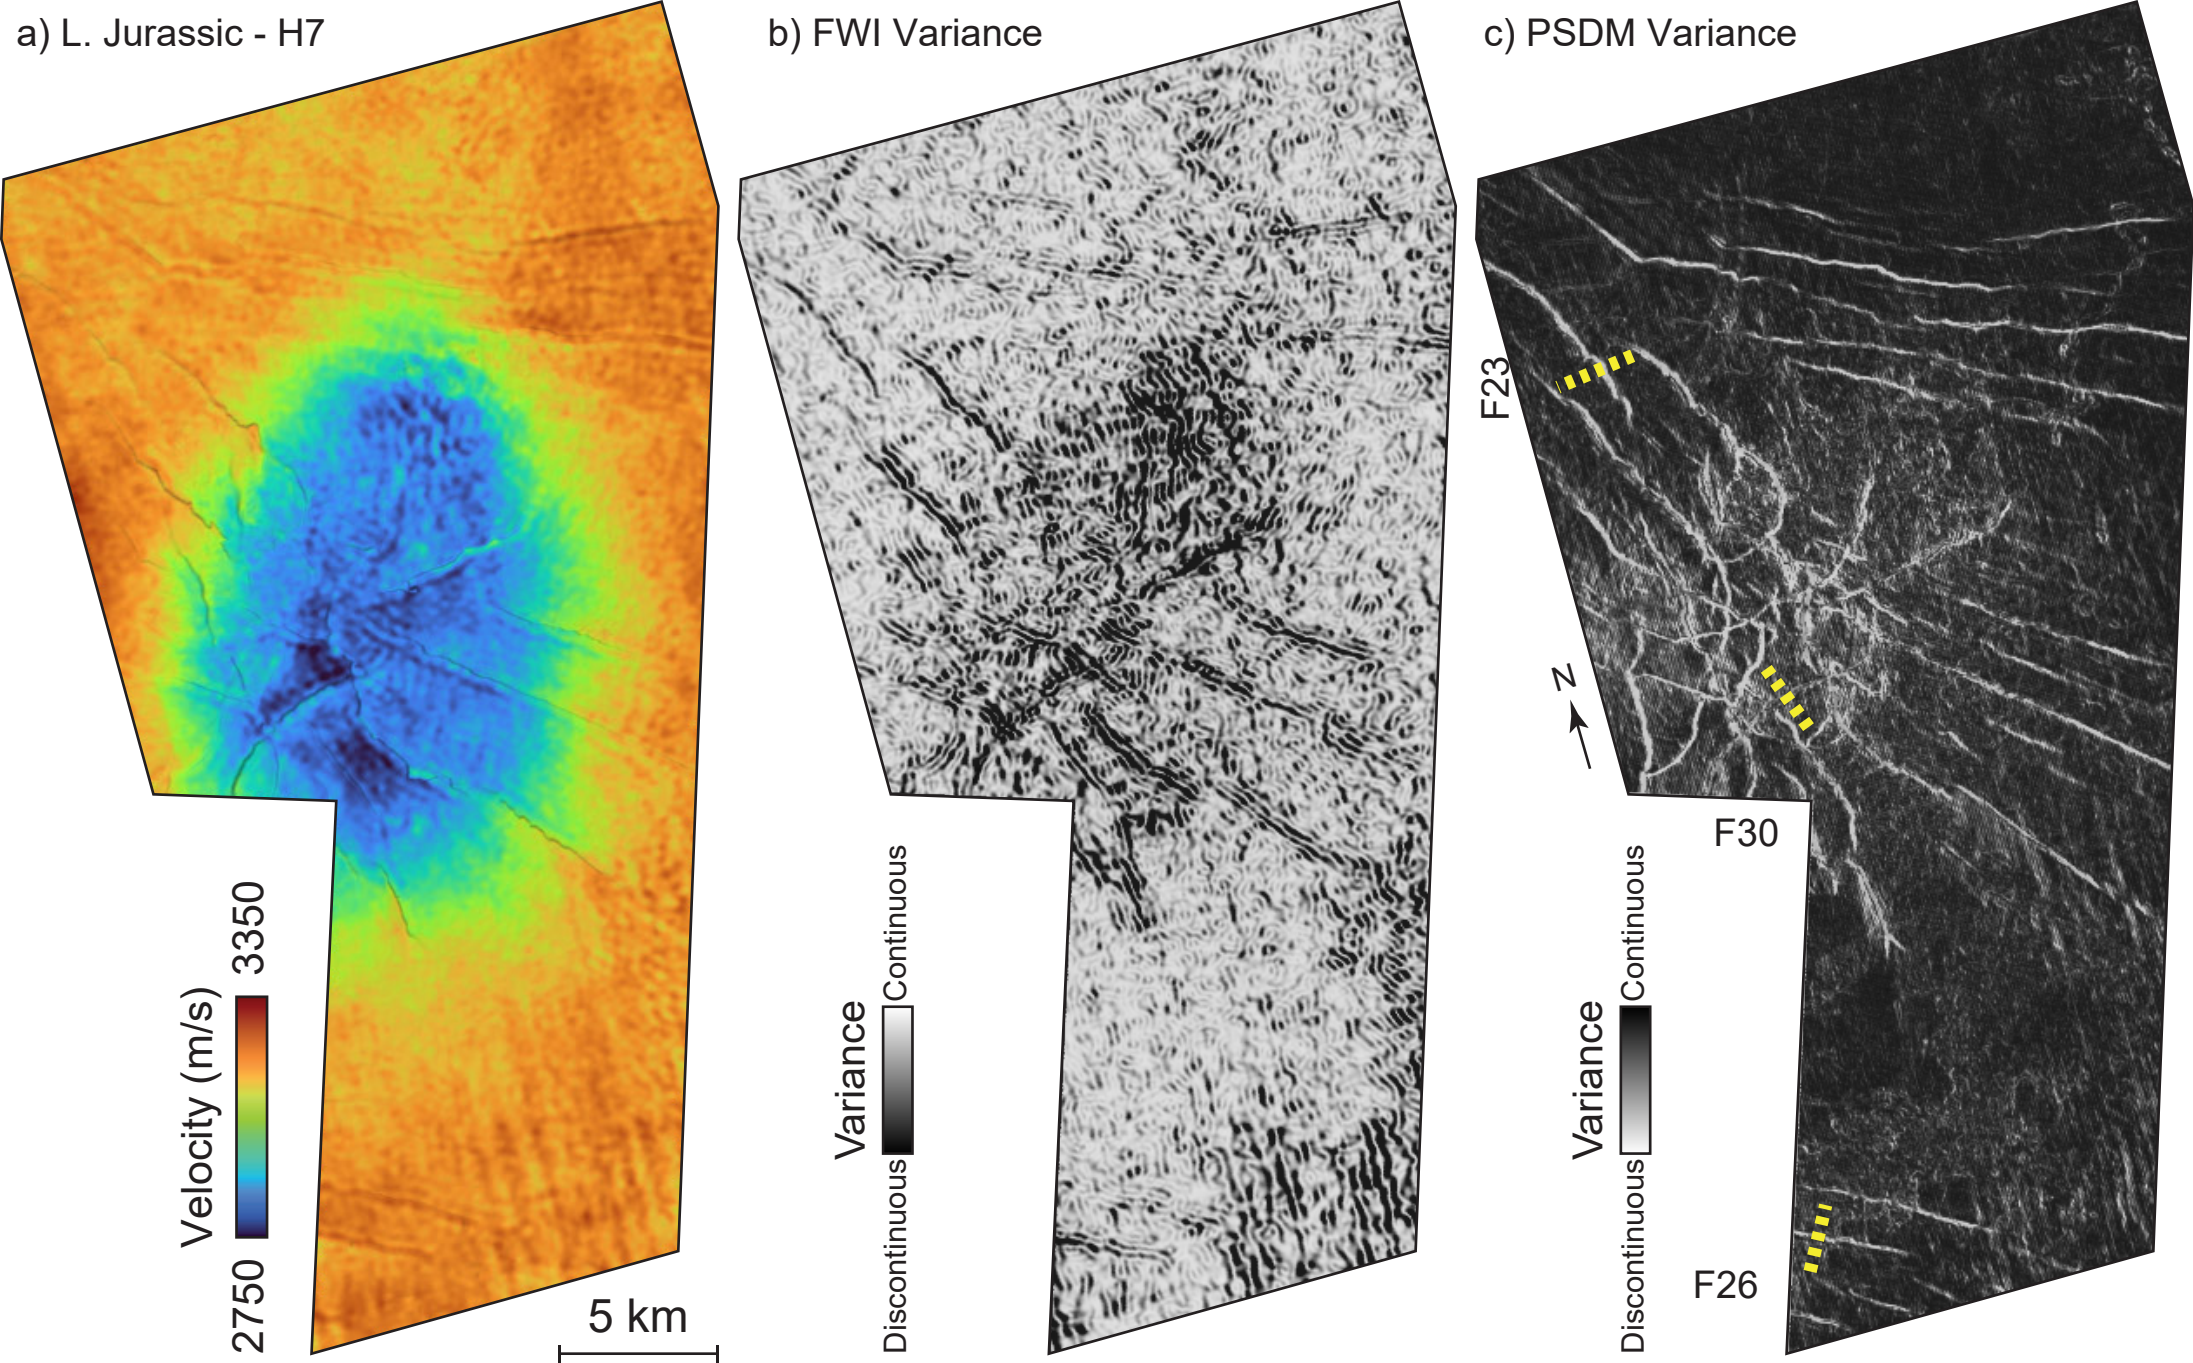 a) L. Jurassic - H7
Velocity (m/s)
3350
2750
5 km
b) FWI Variance
Variance
Continuous
Discontinuous
c) PSDM Variance
F23
N
F30
Variance
Continuous
Discontinuous
F26